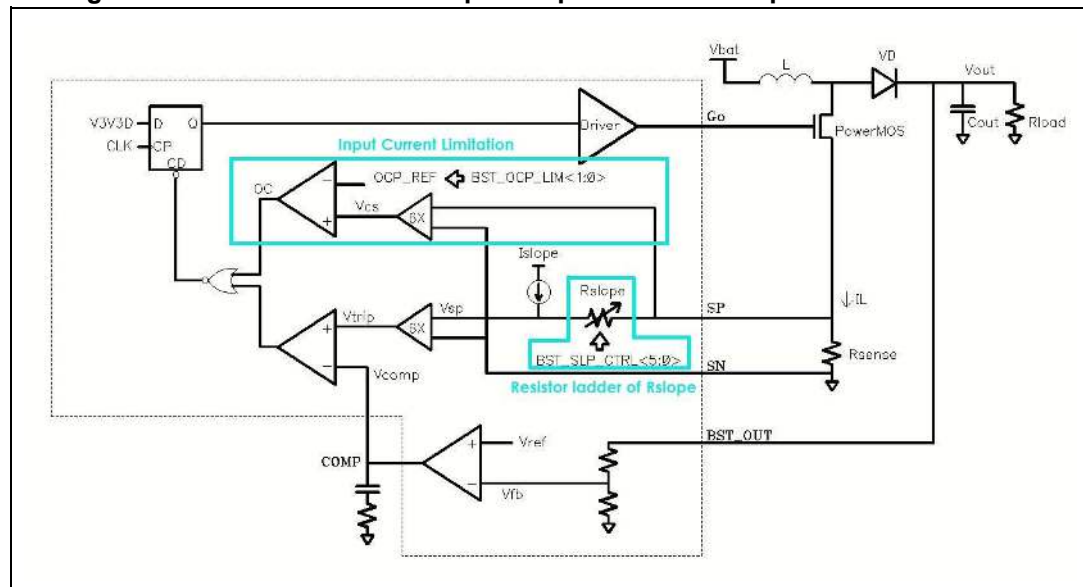 Vbat
L
VD
Vout
V3V3D
D
Q
Driver
Go
PowerMOS
Cout
Rload
CLK
CP
CD
Input Current Limitation
OC
OCP_REF
BST_OCP_LIM<1:0>
Vcs
6X
Islope
Rslope
SP
IL
Vtrip
6X
Vsp
BST_SLP_CTRL<5:0>
SN
Rsense
Vcomp
Resistor ladder of Rslope
BST_OUT
COMP
Vref
Vfb